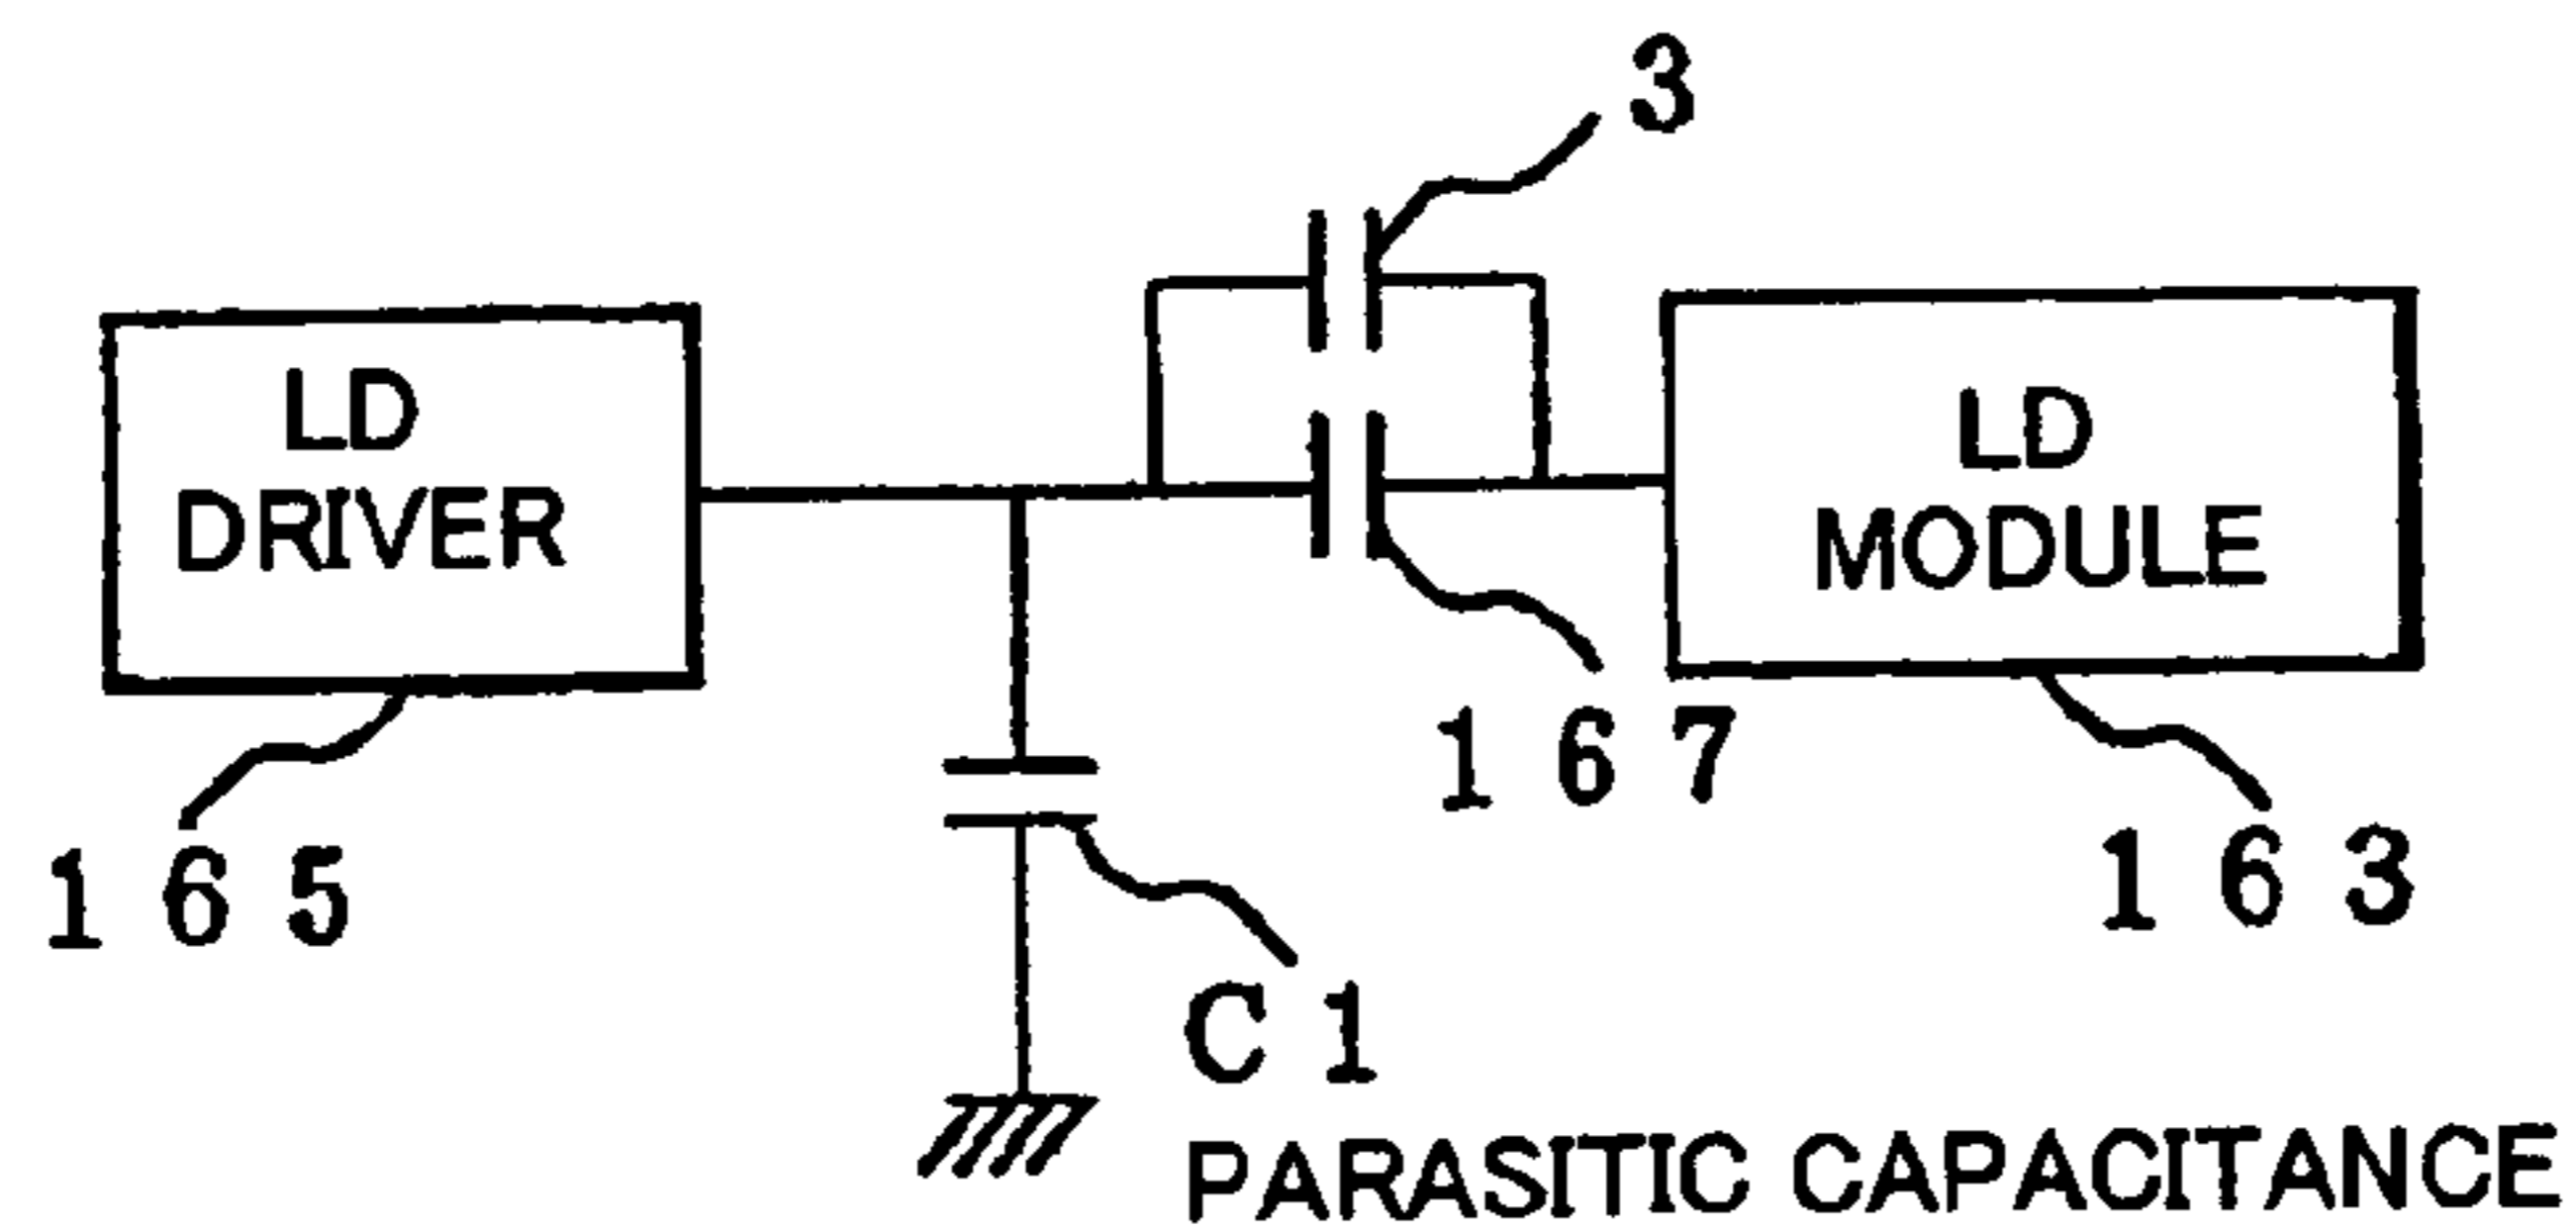 3
LD
DRIVER
LD
MODULE
167
165
163
C1
PARASITIC CAPACITANCE